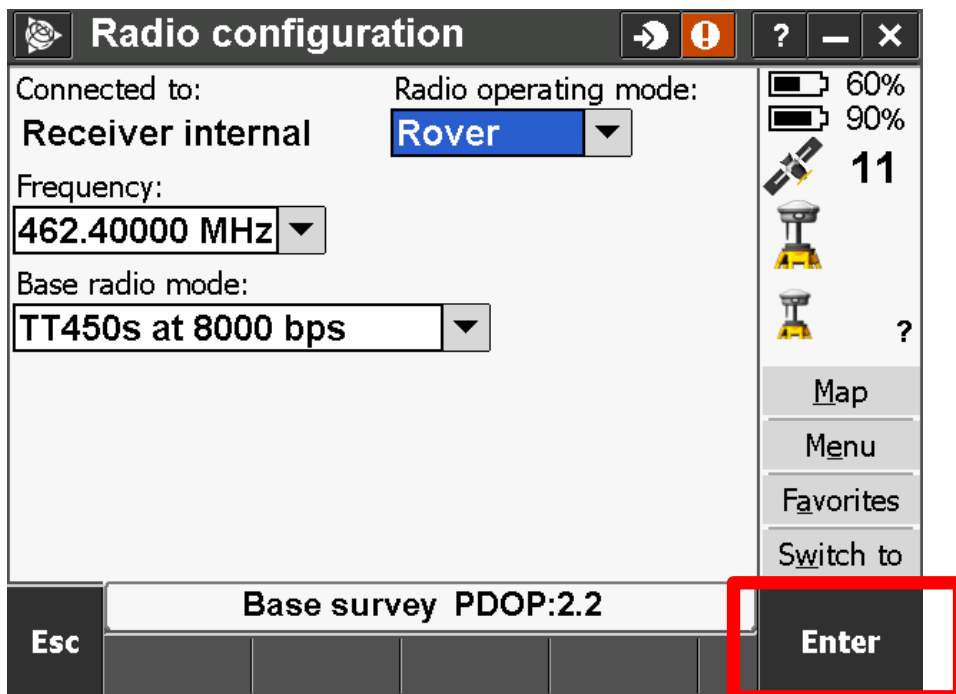 Radio configuration ? – ×
Connected to: Radio operating mode: 60%
Receiver internal Rover 90%
11
Frequency:
462.40000 MHz
Base radio mode:
TT450s at 8000 bps ?
Map
Menu
Favorites
Switch to
Base survey PDOP:2.2
Esc Enter